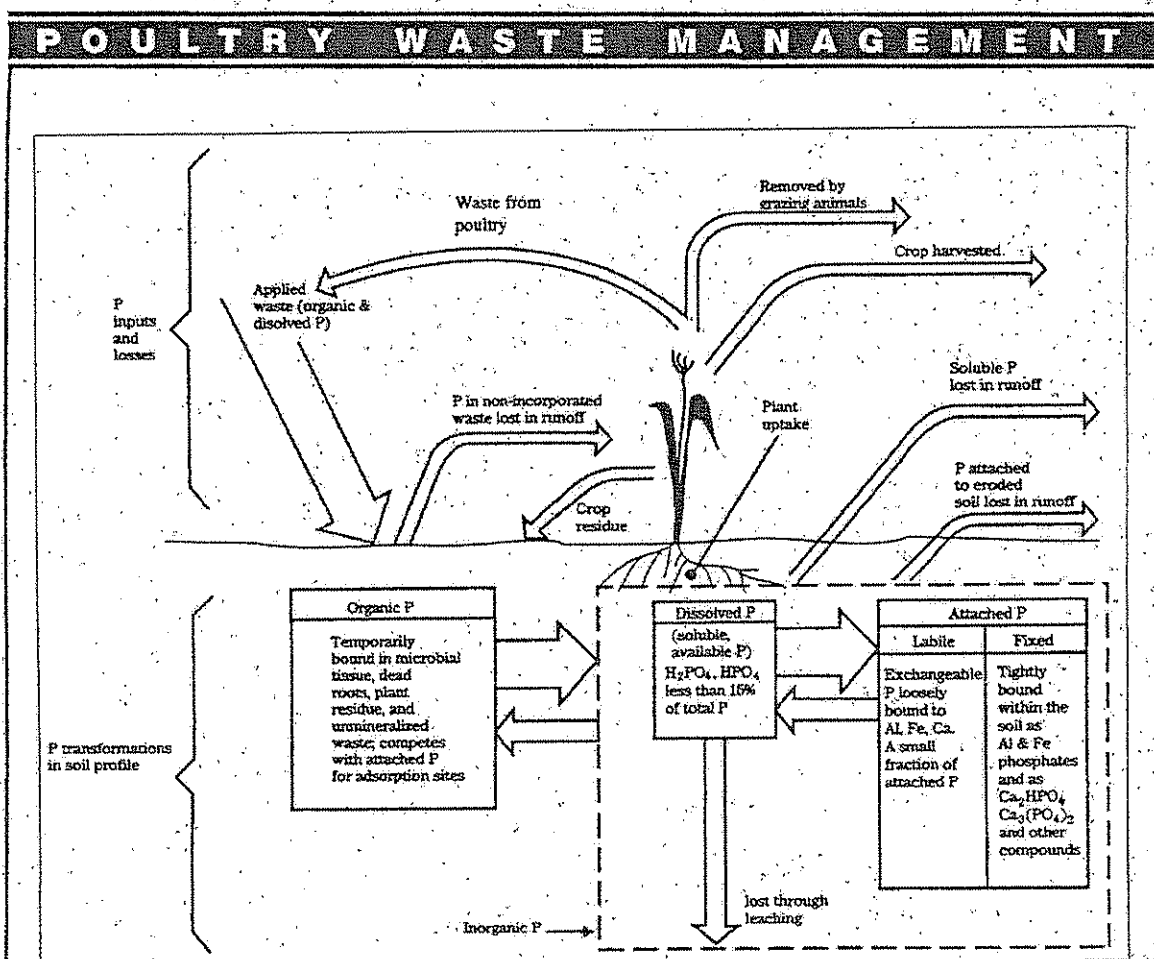 POULTRY WASTE MANAGEMENT
Waste from
poultry
Removed by
grazing animals
Crop harvested.
P
inputs
and
losses
Applied
waste (organic &
disolved P)
P in non-incorporated
waste lost in runoff
Plant
uptake
Soluble P
lost in runoff
P attached
to eroded
soil lost in runoff
Crop
residue
P transformations
in soil profile
Organic P
Temporarily
bound in microbial
tissue, dead
roots, plant
residue, and
unmineralized
waste; competes
with attached P
for adsorption sites
Dissolved P
(soluble,
available P)
H₂PO₄, HPO₄
less than 15%
of total P
Attached P
Labile
Exchangeable
P loosely
bound to
Al, Fe, Ca.
A small
fraction of
attached P
Fixed
Tightly
bound
within the
soil as
Al & Fe
phosphates
and as
Ca₂HPO₄
Ca₃(PO₄)₂
and other
compounds
lost through
leaching
Inorganic P